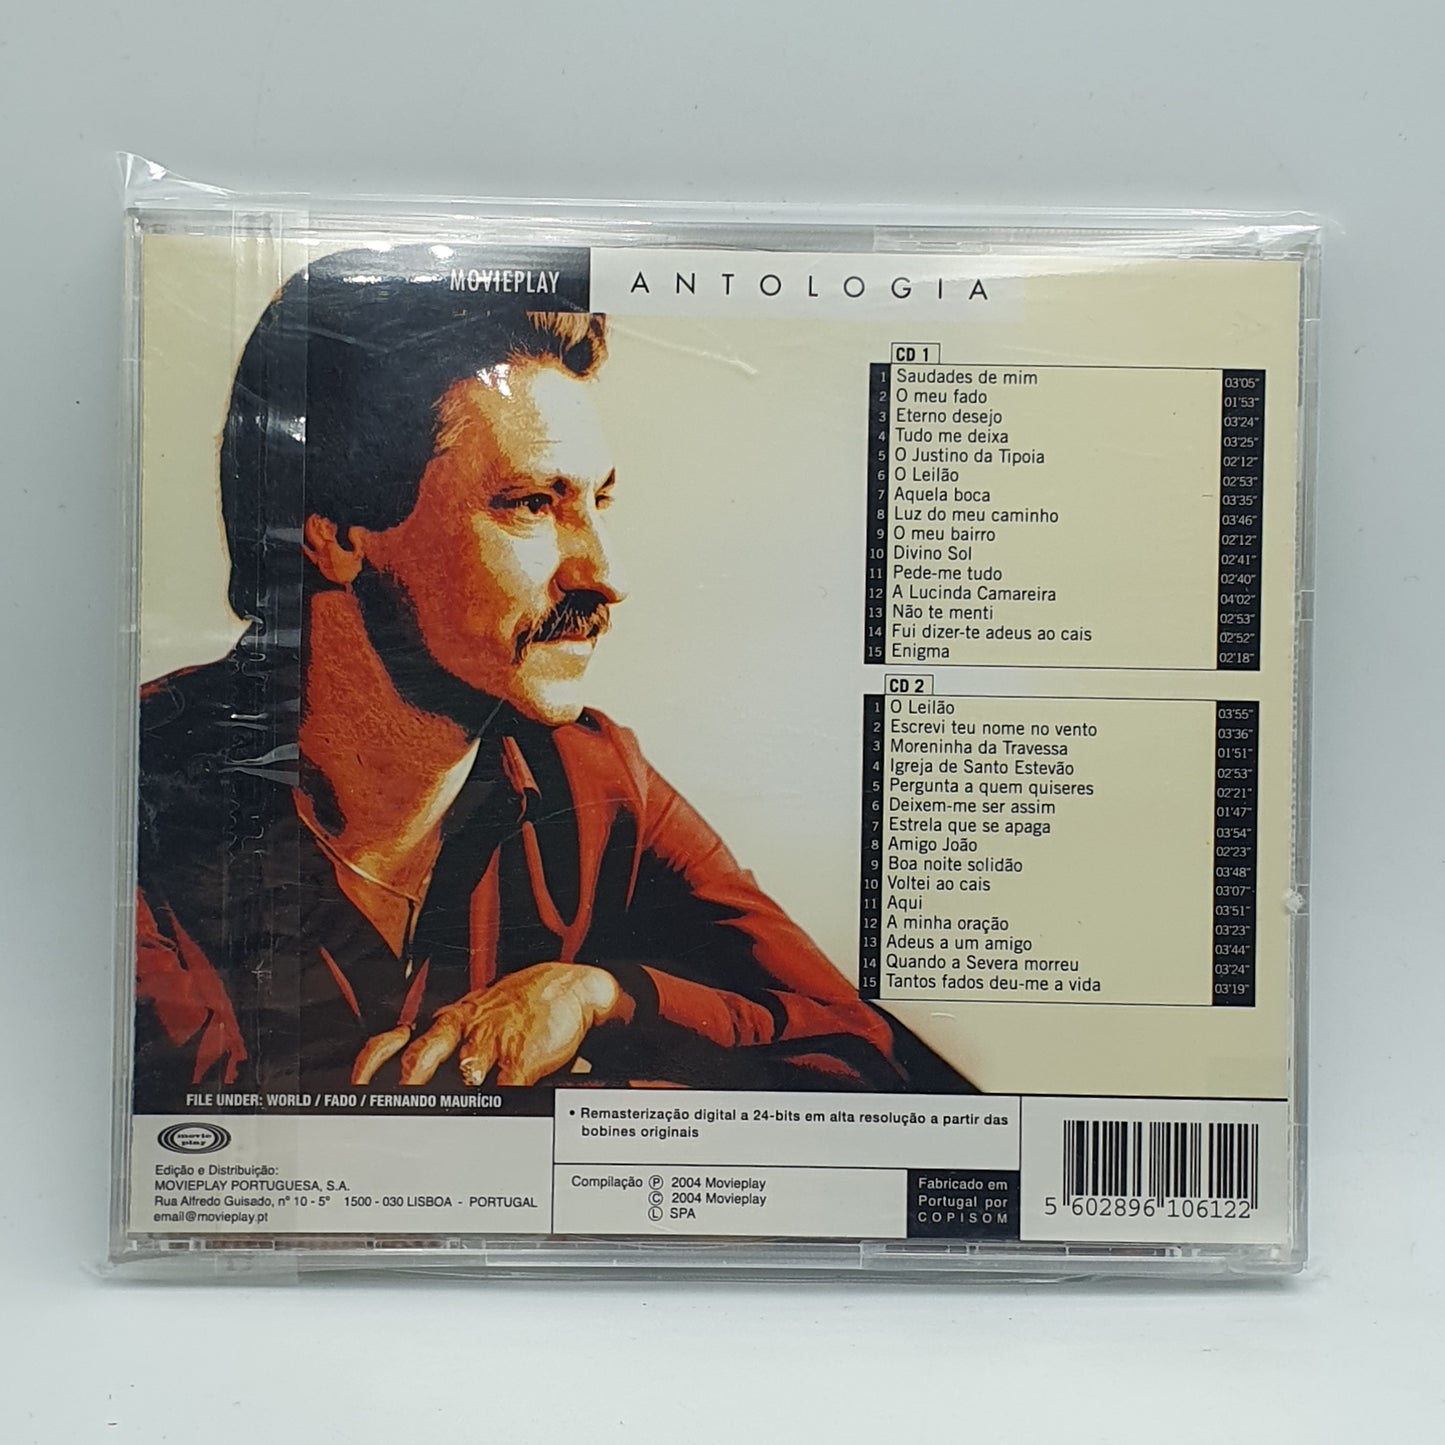 MOVIEPLAY
ANTOLOGIA
CD 1
1 Saudades de mim 03'05"
2 O meu fado 01'53"
3 Eterno desejo 03'24"
4 Tudo me deixa 03'25"
5 O Justino da Tipoia 02'12"
6 O Leilão 02'53"
7 Aquela boca 03'35"
8 Luz do meu caminho 03'46"
9 O meu bairro 02'12"
10 Divino Sol 02'41"
11 Pede-me tudo 02'40"
12 A Lucinda Camareira 04'02"
13 Não te menti 02'53"
14 Fui dizer-te adeus ao cais 02'52"
15 Enigma 02'18"
CD 2
1 O Leilão 03'55"
2 Escrevi teu nome no vento 03'36"
3 Moreninha da Travessa 01'51"
4 Igreja de Santo Estevão 02'53"
5 Pergunta a quem quiseres 02'21"
6 Deixem-me ser assim 01'47"
7 Estrela que se apaga 03'54"
8 Amigo João 02'23"
9 Boa noite solidão 03'48"
10 Voltei ao cais 03'07"
11 Aqui 03'51"
12 A minha oração 03'23"
13 Adeus a um amigo 03'44"
14 Quando a Severa morreu 03'24"
15 Tantos fados deu-me a vida 03'19"
FILE UNDER: WORLD / FADO / FERNANDO MAURÍCIO
movie
play
Edição e Distribuição:
MOVIEPLAY PORTUGUESA, S.A.
Rua Alfredo Guisado, nº 10 - 5º 1500 - 030 LISBOA - PORTUGAL
email@movieplay.pt
• Remasterização digital a 24-bits em alta resolução a partir das
bobines originais
Compilação Ⓟ 2004 Movieplay
Ⓒ 2004 Movieplay
Ⓛ SPA
Fabricado em
Portugal por
COPISOM
5 602896 106122